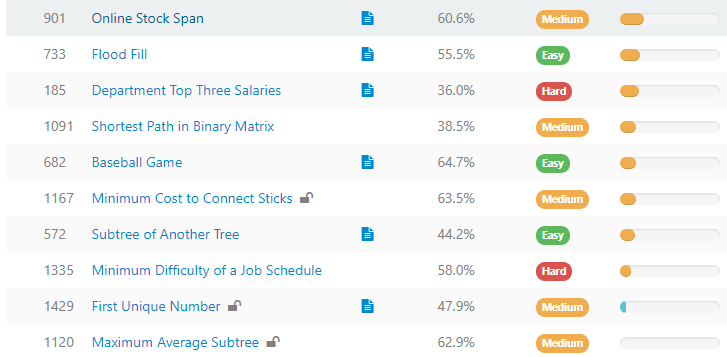 901 Online Stock Span 60.6% Medium
733 Flood Fill 55.5% Easy
185 Department Top Three Salaries 36.0% Hard
1091 Shortest Path in Binary Matrix 38.5% Medium
682 Baseball Game 64.7% Easy
1167 Minimum Cost to Connect Sticks 63.5% Medium
572 Subtree of Another Tree 44.2% Easy
1335 Minimum Difficulty of a Job Schedule 58.0% Hard
1429 First Unique Number 47.9% Medium
1120 Maximum Average Subtree 62.9% Medium